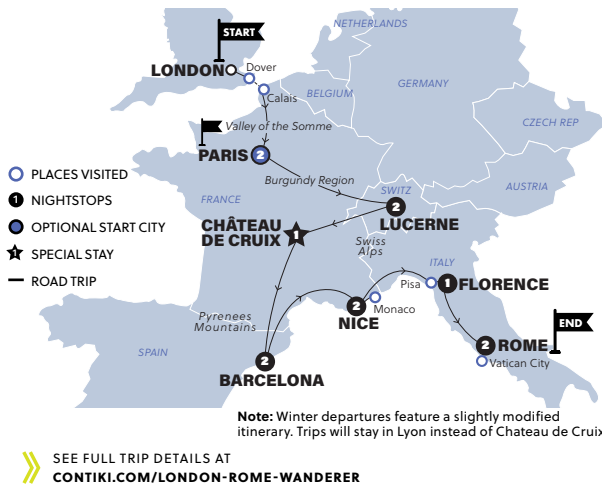 NETHERLANDS
START
LONDON
Dover
Calais
BELGIUM
GERMANY
Valley of the Somme
CZECH REP
PARIS
2
PLACES VISITED
1 NIGHTSTOPS
OPTIONAL START CITY
1 SPECIAL STAY
ROAD TRIP
Burgundy Region
FRANCE
SWITZ
AUSTRIA
2
LUCERNE
CHÂTEAU
DE CRUIX
1
Swiss
Alps
ITALY
Pisa
1
FLORENCE
2
NICE
Monaco
Pyrenees
Mountains
END
2
ROME
Vatican City
SPAIN
2
BARCELONA
Note: Winter departures feature a slightly modified
itinerary. Trips will stay in Lyon instead of Chateau de Cruix
SEE FULL TRIP DETAILS AT
CONTIKI.COM/LONDON-ROME-WANDERER